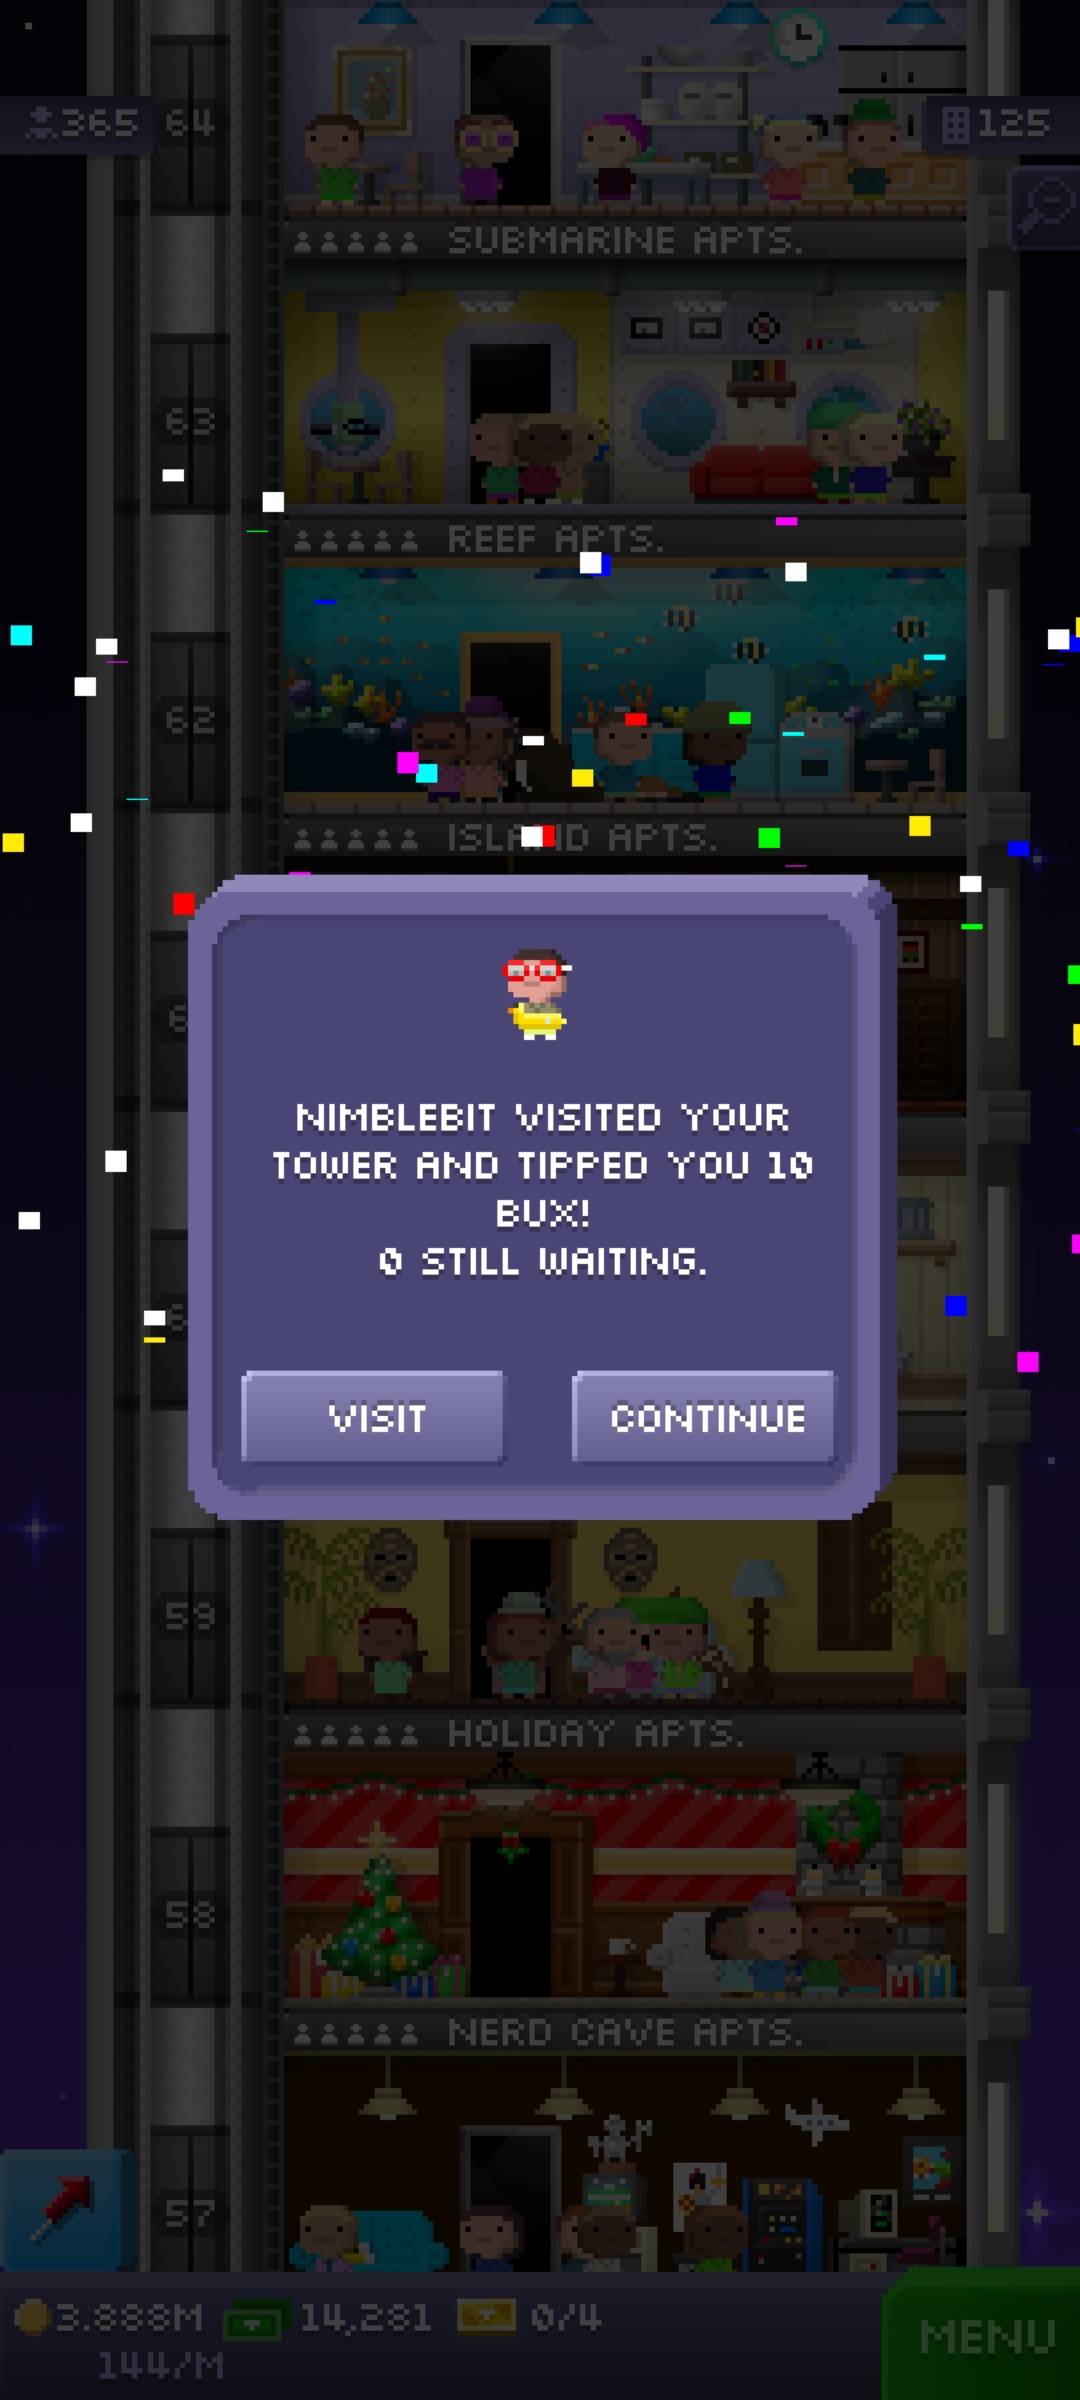 365
64
125
SUBMARINE APTS.
63
REEF APTS.
62
ISLAND APTS.
NIMBLEBIT VISITED YOUR
TOWER AND TIPPED YOU 10
BUX!
0 STILL WAITING.
VISIT
CONTINUE
59
HOLIDAY APTS.
58
NERD CAVE APTS.
57
3.888M
14,281
0/4
MENU
144/M